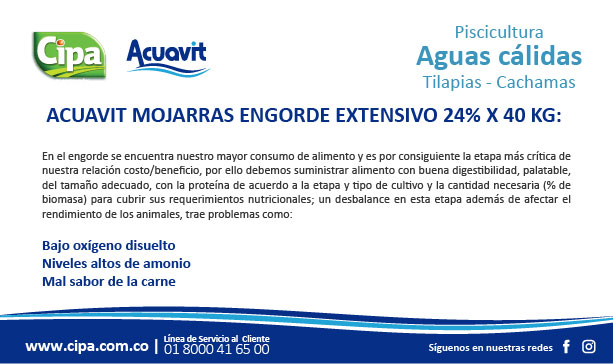 Cipa
Acuavit
Piscicultura
Aguas cálidas
Tilapias - Cachamas
ACUAVIT MOJARRAS ENGORDE EXTENSIVO 24% X 40 KG:
En el engorde se encuentra nuestro mayor consumo de alimento y es por consiguiente la etapa más crítica de
nuestra relación costo/beneficio, por ello debemos suministrar alimento con buena digestibilidad, palatable,
del tamaño adecuado, con la proteína de acuerdo a la etapa y tipo de cultivo y la cantidad necesaria (% de
biomasa) para cubrir sus requerimientos nutricionales; un desbalance en esta etapa además de afectar el
rendimiento de los animales, trae problemas como:
Bajo oxígeno disuelto
Niveles altos de amonio
Mal sabor de la carne
www.cipa.com.co
Línea de Servicio al Cliente
01 8000 41 65 00
Síguenos en nuestras redes